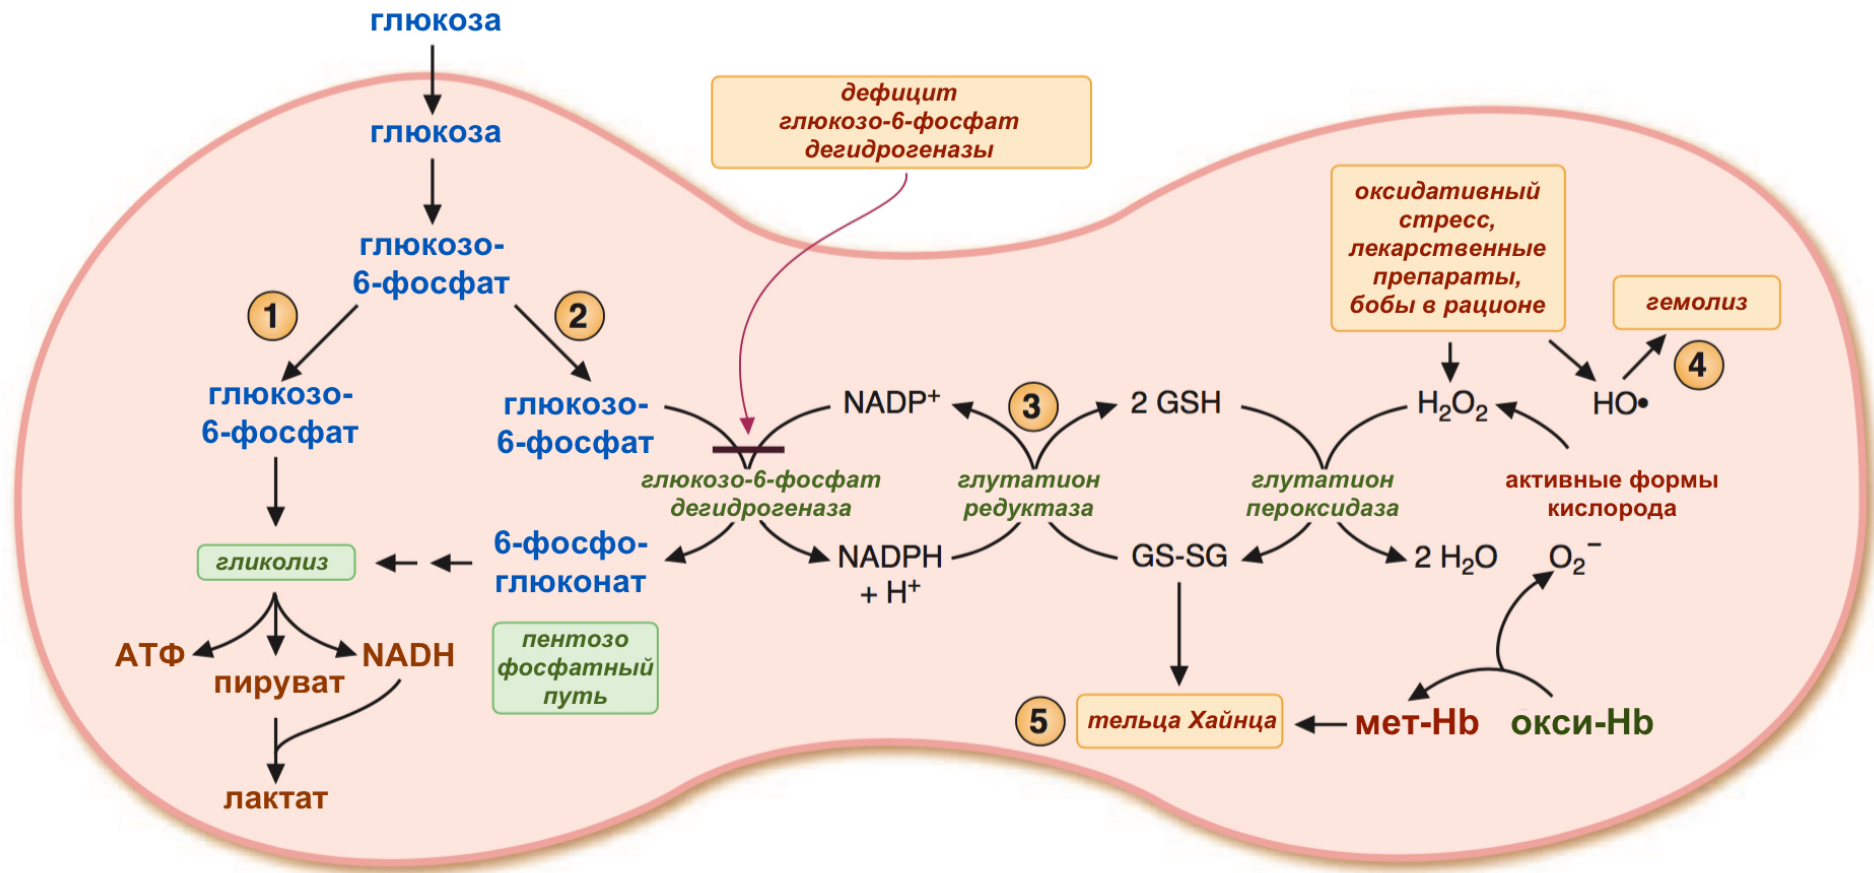 глюкоза
глюкоза
глюкозо-
6-фосфат
1
2
глюкозо-
6-фосфат
глюкозо-
6-фосфат
дефицит
глюкозо-6-фосфат
дегидрогеназы
NADP⁺
3
2 GSH
оксидативный
стресс,
лекарственные
препараты,
бобы в рационе
гемолиз
4
H₂O₂
HO•
глюкозо-6-фосфат
дегидрогеназа
глутатион
редуктаза
глутатион
пероксидаза
активные формы
кислорода
гликолиз
6-фосфо-
глюконат
NADPH
+ H⁺
GS-SG
2 H₂O
O₂⁻
АТФ
пируват
NADH
лактат
пентозо
фосфатный
путь
5
тельца Хайнца
мет-Hb
окси-Hb